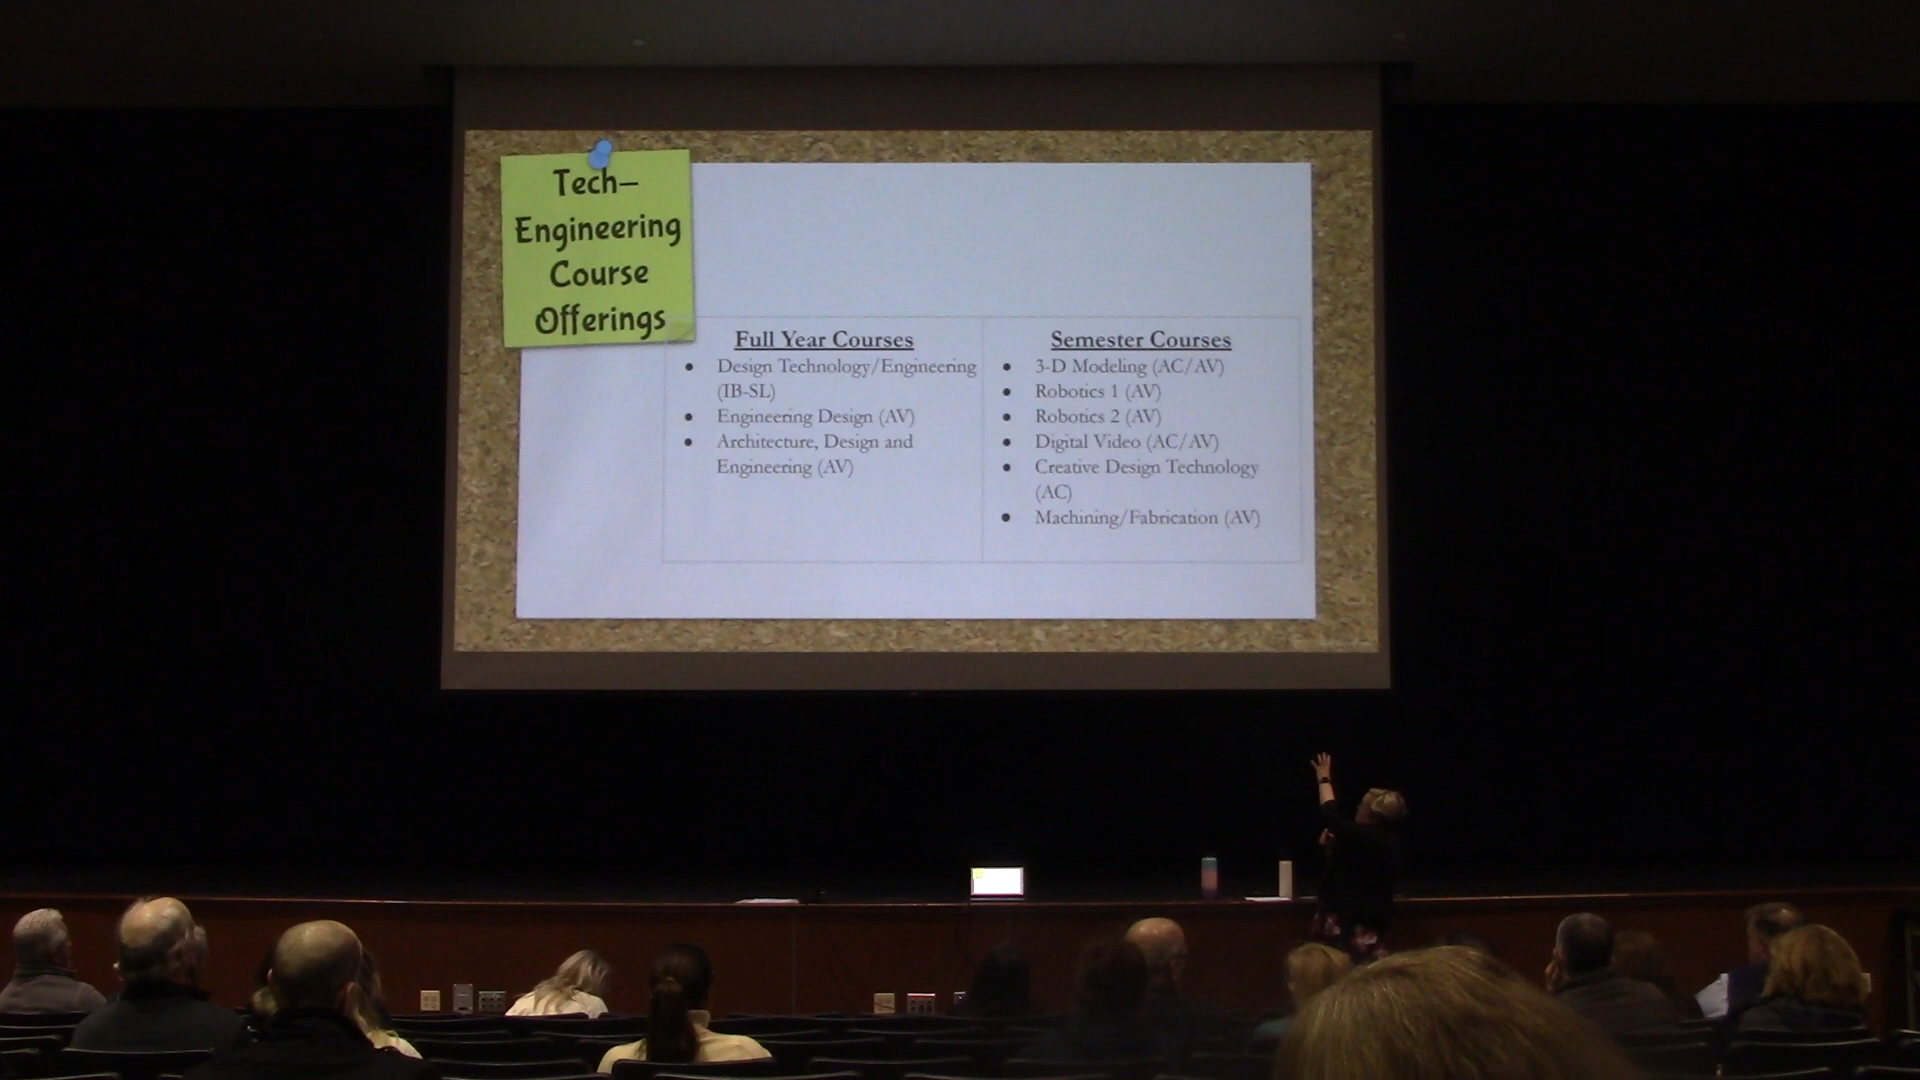 Tech-
Engineering
Course
Offerings
Full Year Courses
Design Technology/Engineering
(IB-SL)
Engineering Design (AV)
Architecture, Design and
Engineering (AV)
Semester Courses
3-D Modeling (AC/AV)
Robotics 1 (AV)
Robotics 2 (AV)
Digital Video (AC/AV)
Creative Design Technology
(AC)
Machining/Fabrication (AV)